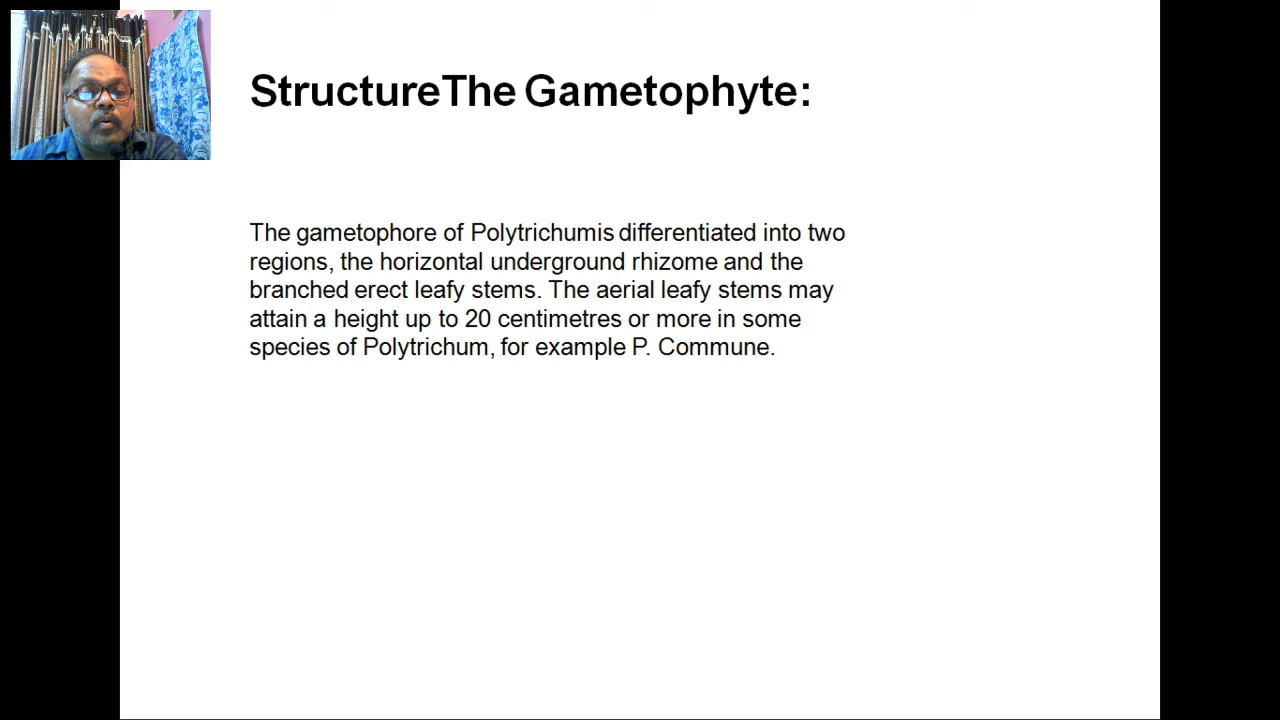 StructureThe Gametophyte:
The gametophore of Polytrichumis differentiated into two
regions, the horizontal underground rhizome and the
branched erect leafy stems. The aerial leafy stems may
attain a height up to 20 centimetres or more in some
species of Polytrichum, for example P. Commune.